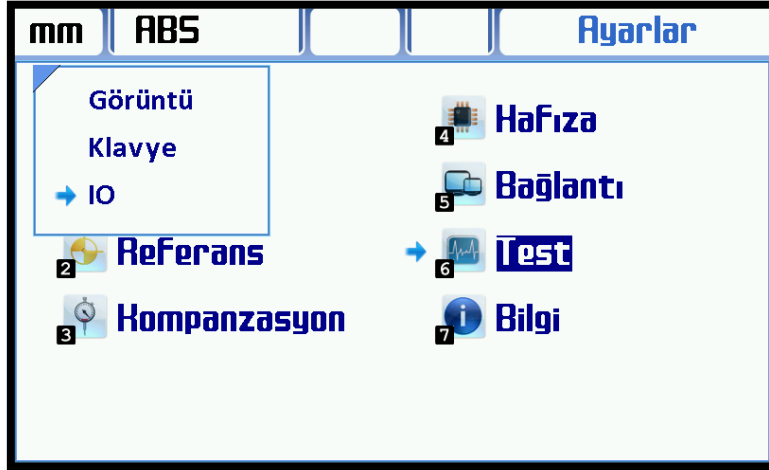 mm ABS Ayarlar
Görüntü
Klavye
IO
2 Referans
3 Kompanzasyon
4 Hafıza
5 Bağlantı
6 Test
7 Bilgi